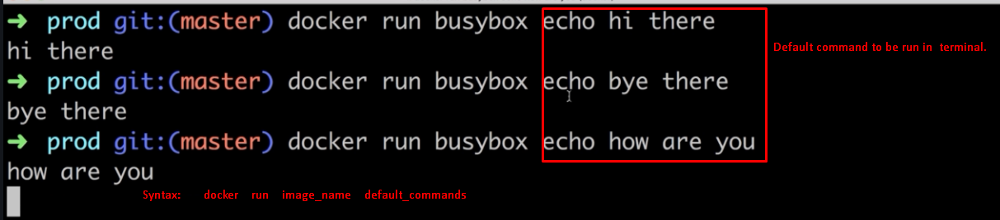 ➜ prod git:(master) docker run busybox echo hi there
Default command to be run in terminal.
hi there
➜ prod git:(master) docker run busybox echo bye there
bye there
➜ prod git:(master) docker run busybox echo how are you
how are you
Syntax: docker run image_name default_commands